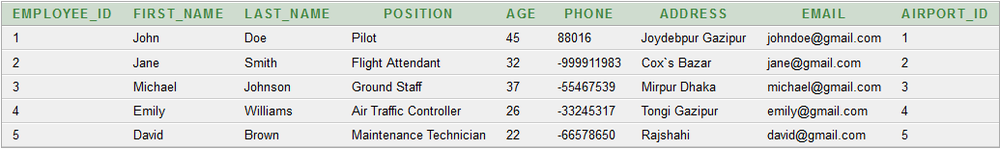 EMPLOYEE_ID FIRST_NAME LAST_NAME POSITION AGE PHONE ADDRESS EMAIL AIRPORT_ID
1 John Doe Pilot 45 88016 Joydebpur Gazipur johndoe@gmail.com 1
2 Jane Smith Flight Attendant 32 -999911983 Cox`s Bazar jane@gmail.com 2
3 Michael Johnson Ground Staff 37 -55467539 Mirpur Dhaka michael@gmail.com 3
4 Emily Williams Air Traffic Controller 26 -33245317 Tongi Gazipur emily@gmail.com 4
5 David Brown Maintenance Technician 22 -66578650 Rajshahi david@gmail.com 5